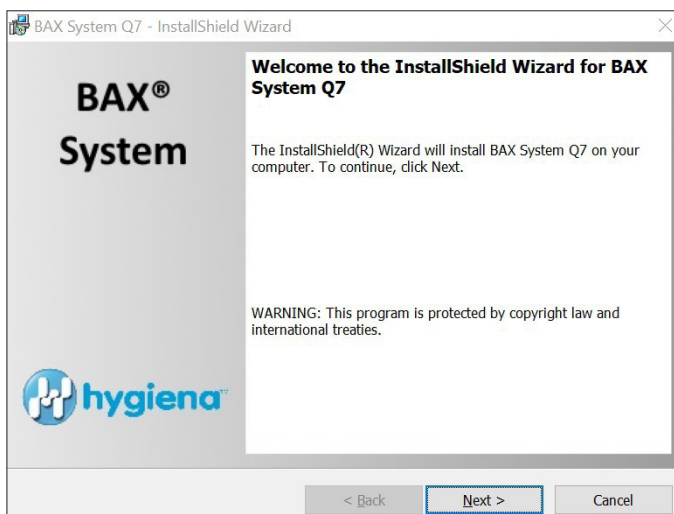 BAX System Q7 - InstallShield Wizard
BAX®
System
Welcome to the InstallShield Wizard for BAX
System Q7
The InstallShield(R) Wizard will install BAX System Q7 on your
computer. To continue, click Next.
WARNING: This program is protected by copyright law and
international treaties.
hygiena™
< Back
Next >
Cancel